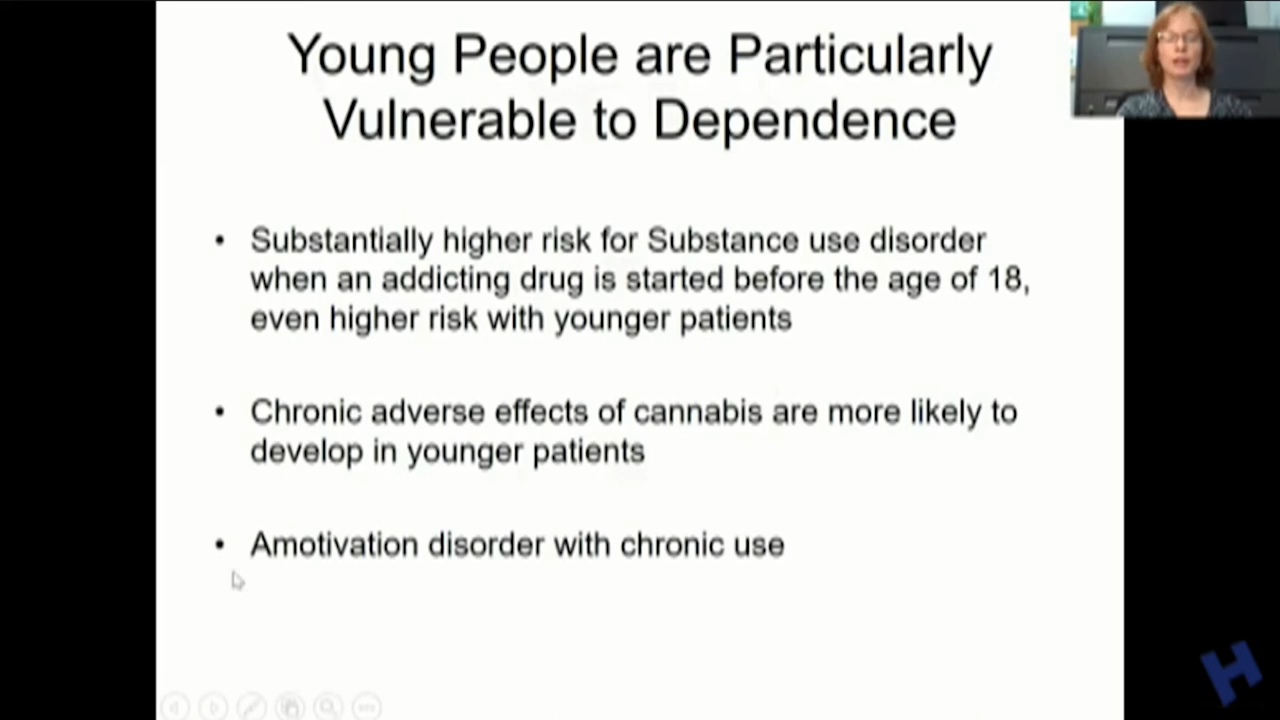 Young People are Particularly
Vulnerable to Dependence
• Substantially higher risk for Substance use disorder
when an addicting drug is started before the age of 18,
even higher risk with younger patients
• Chronic adverse effects of cannabis are more likely to
develop in younger patients
• Amotivation disorder with chronic use
H